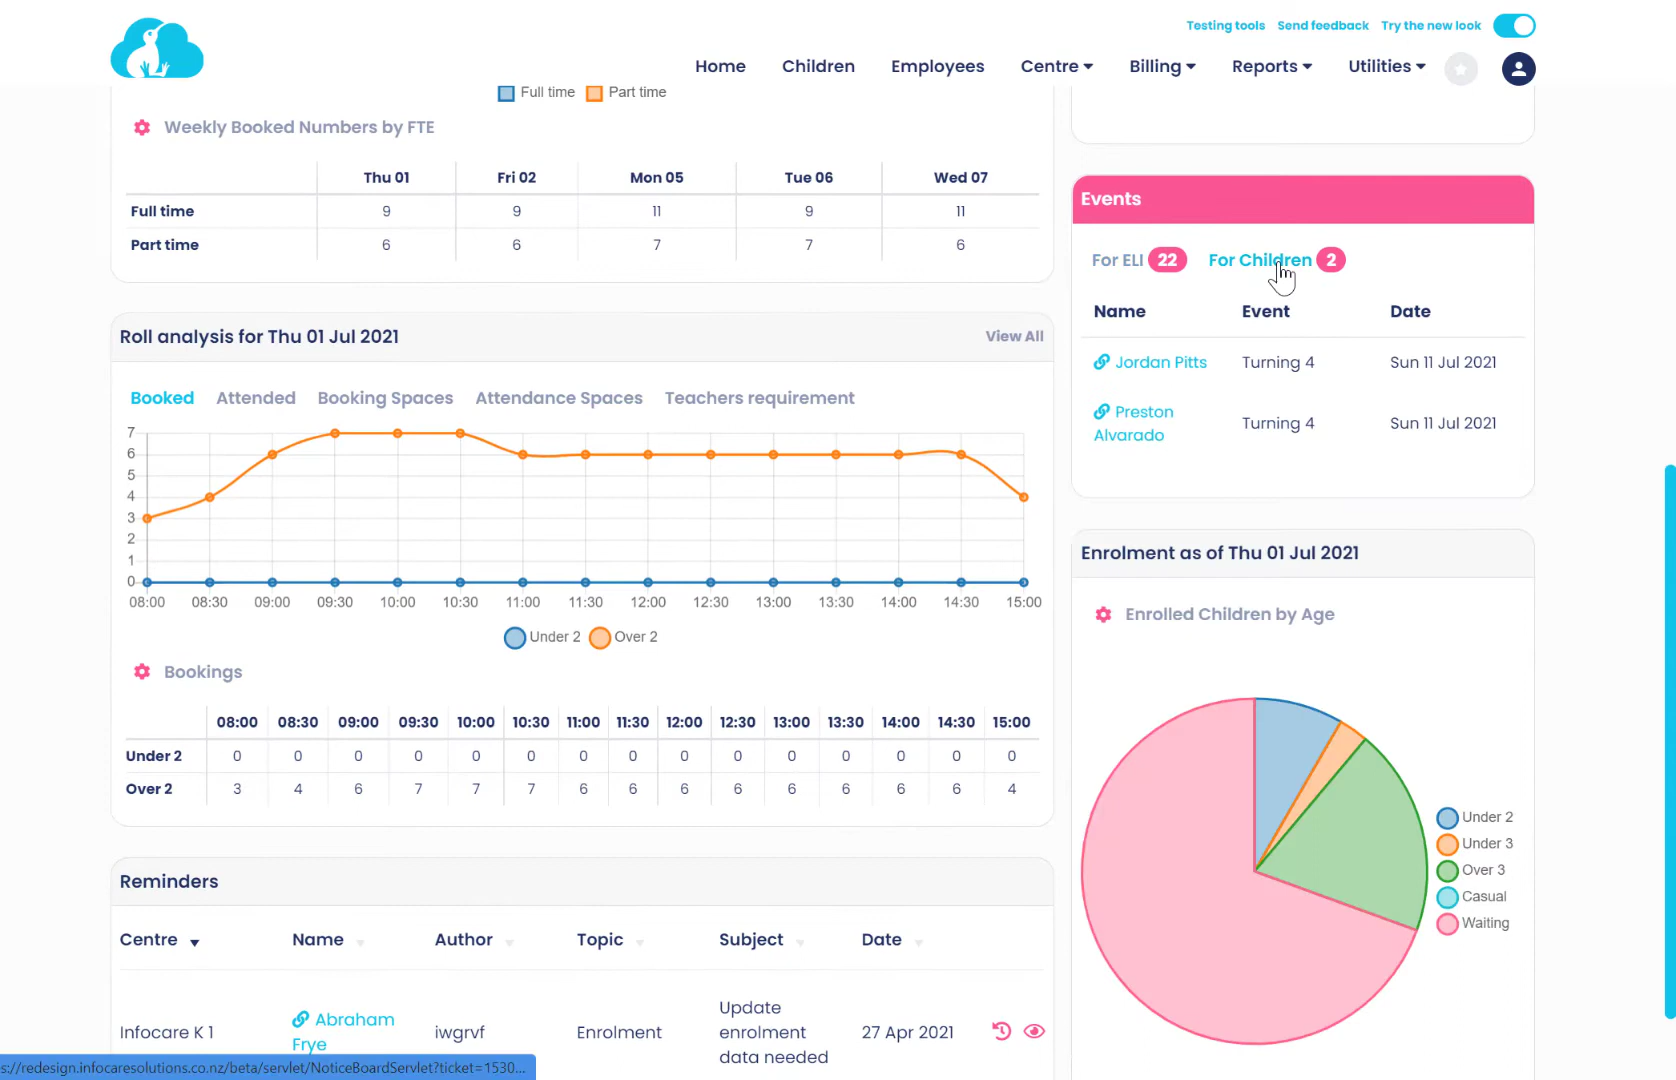 Testing tools Send feedback Try the new look
Home Children Employees Centre Billing Reports Utilities
Full time Part time
Weekly Booked Numbers by FTE
Thu 01 Fri 02 Mon 05 Tue 06 Wed 07
Full time 9 9 11 9 11
Part time 6 6 7 7 6
Roll analysis for Thu 01 Jul 2021 View All
Booked Attended Booking Spaces Attendance Spaces Teachers requirement
7
6
5
4
3
2
1
0
08:00 08:30 09:00 09:30 10:00 10:30 11:00 11:30 12:00 12:30 13:00 13:30 14:00 14:30 15:00
Under 2 Over 2
Bookings
08:00 08:30 09:00 09:30 10:00 10:30 11:00 11:30 12:00 12:30 13:00 13:30 14:00 14:30 15:00
Under 2 0 0 0 0 0 0 0 0 0 0 0 0 0 0 0
Over 2 3 4 6 7 7 7 6 6 6 6 6 6 6 6 4
Reminders
Centre Name Author Topic Subject Date
Infocare K 1 Abraham Frye iwgrvf Enrolment Update enrolment data needed 27 Apr 2021
Events
For ELI 22 For Children 2
Name Event Date
Jordan Pitts Turning 4 Sun 11 Jul 2021
Preston Alvarado Turning 4 Sun 11 Jul 2021
Enrolment as of Thu 01 Jul 2021
Enrolled Children by Age
Under 2
Under 3
Over 3
Casual
Waiting
s://redesign.infocaresolutions.co.nz/beta/servlet/NoticeBoardServlet?ticket=1530...